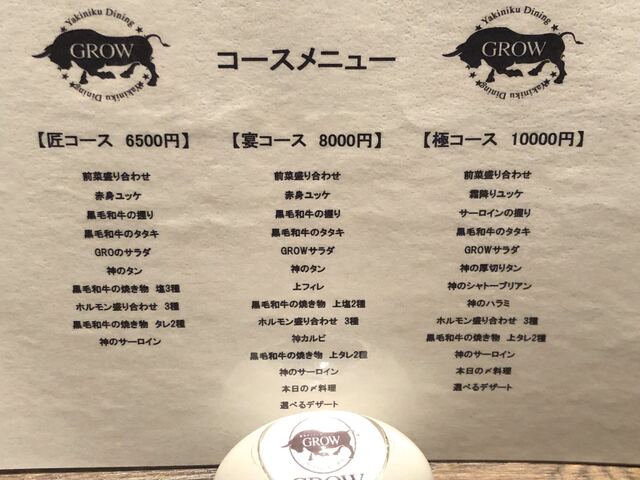 Yakiniku Dining
GROW
Yakiniku Dining
コースメニュー
Yakiniku Dining
GROW
Yakiniku Dining
【匠コース 6500円】
前菜盛り合わせ
赤身ユッケ
黒毛和牛の握り
黒毛和牛のタタキ
GROのサラダ
神のタン
黒毛和牛の焼き物 塩3種
ホルモン盛り合わせ 3種
黒毛和牛の焼き物 タレ2種
神のサーロイン
【宴コース 8000円】
前菜盛り合わせ
赤身ユッケ
黒毛和牛の握り
黒毛和牛のタタキ
GROWサラダ
神のタン
上フィレ
黒毛和牛の焼き物 上塩2種
ホルモン盛り合わせ 3種
神カルビ
黒毛和牛の焼き物 上タレ2種
神のサーロイン
本日の〆料理
選べるデザート
【極コース 10000円】
前菜盛り合わせ
霜降りユッケ
サーロインの握り
黒毛和牛のタタキ
GROWサラダ
神の厚切りタン
神のシャトーブリアン
神のハラミ
ホルモン盛り合わせ 3種
黒毛和牛の焼き物 上タレ2種
神のサーロイン
本日の〆料理
選べるデザート
GROW
GROW